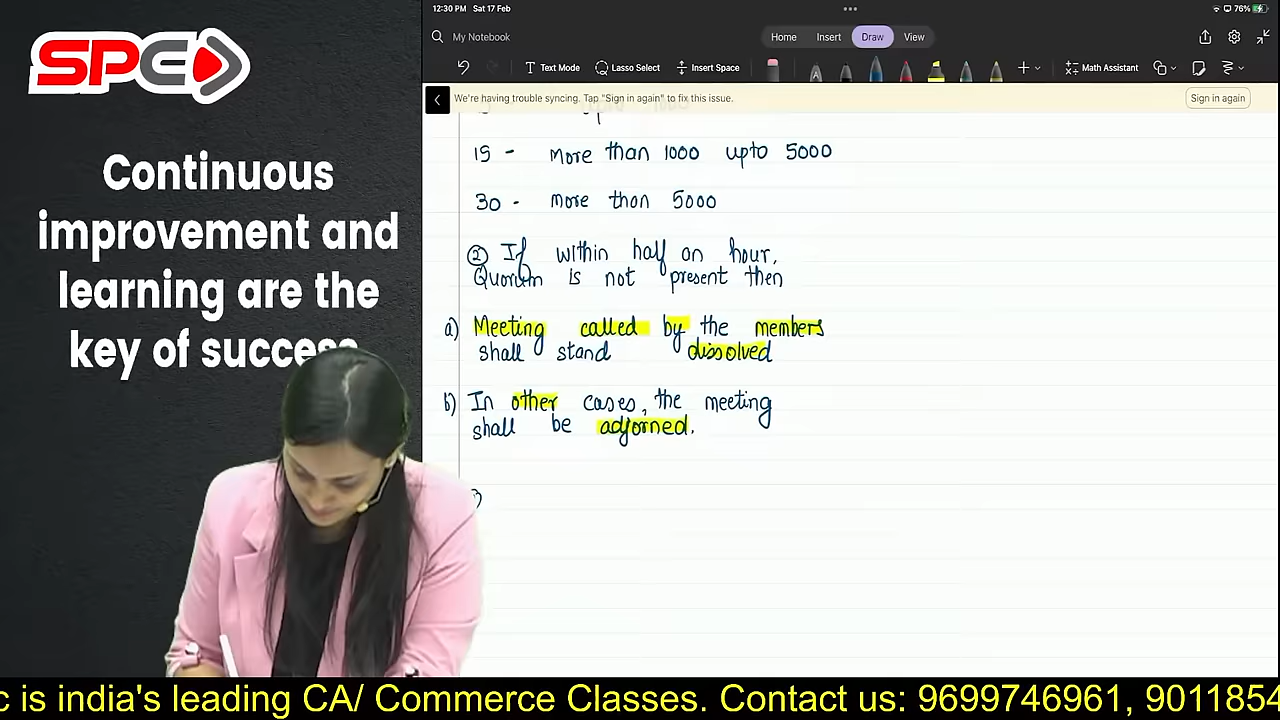 12:30 PM Sat 17 Feb
76%
My Notebook
Home Insert Draw View
Text Mode Lasso Select Insert Space Math Assistant
We're having trouble syncing. Tap "Sign in again" to fix this issue.
Sign in again
SPC
Continuous
improvement and
learning are the
key of success.
15 - More than 1000 upto 5000
30 - More than 5000
② If within half an hour,
Quorum is not present then
a) Meeting called by the members
shall stand dissolved
b) In other cases, the meeting
shall be adjorned.
c is india's leading CA/ Commerce Classes. Contact us: 9699746961, 9011854